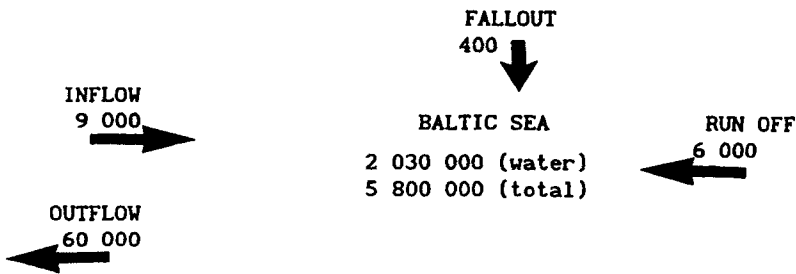 FALLOUT
400
INFLOW
9 000
BALTIC SEA
RUN OFF
6 000
2 030 000 (water)
5 800 000 (total)
OUTFLOW
60 000